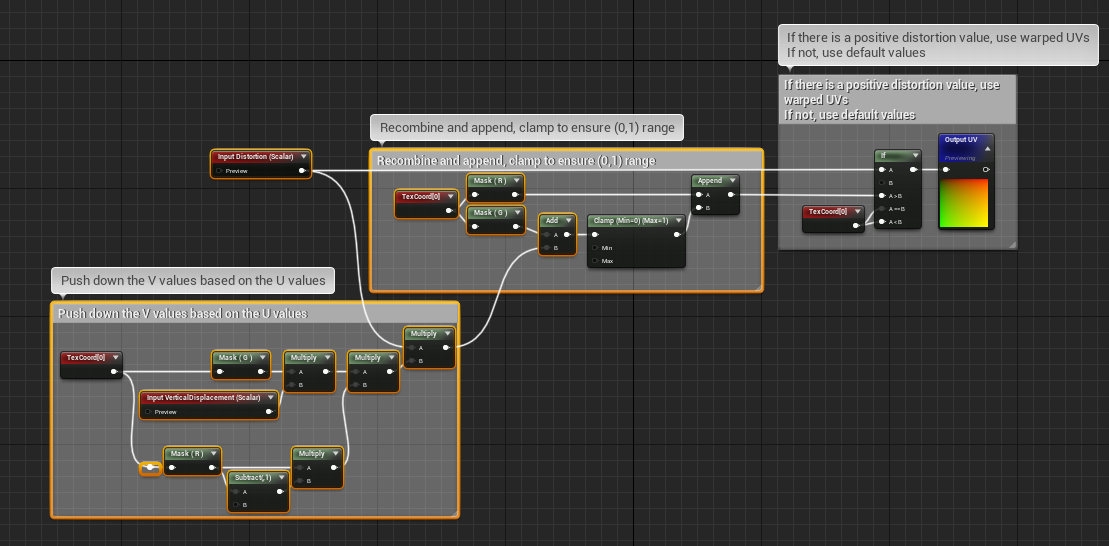 If there is a positive distortion value, use warped UVs
If not, use default values
If there is a positive distortion value, use
warped UVs
If not, use default values
Output UV
Previewing
If
A
B
A > B
A == B
A < B
TexCoord[0]
Recombine and append, clamp to ensure (0,1) range
Recombine and append, clamp to ensure (0,1) range
Input Distortion (Scalar)
Preview
TexCoord[0]
Mask ( R )
Mask ( G )
Add
A
B
Clamp (Min=0) (Max=1)
Min
Max
Append
A
B
Push down the V values based on the U values
Push down the V values based on the U values
TexCoord[0]
Mask ( G )
Multiply
A
B
Multiply
A
B
Multiply
A
B
Input VerticalDisplacement (Scalar)
Preview
Mask ( R )
Subtract(,1)
A
B
Multiply
A
B